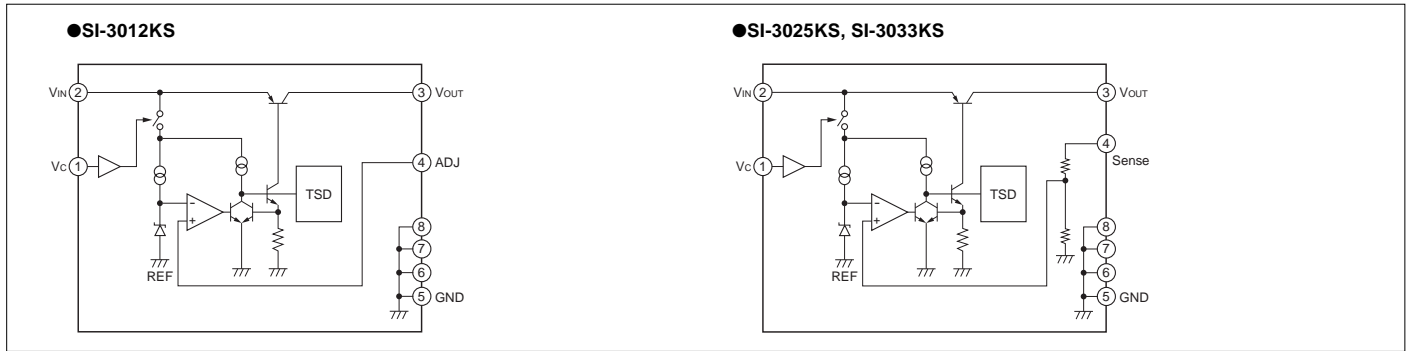 ●SI-3012KS
VIN 2
3 VOUT
VC 1
4 ADJ
TSD
- 
+
8
7
6
5 GND
REF
●SI-3025KS, SI-3033KS
VIN 2
3 VOUT
VC 1
4
Sense
TSD
-
+
8
7
6
5 GND
REF